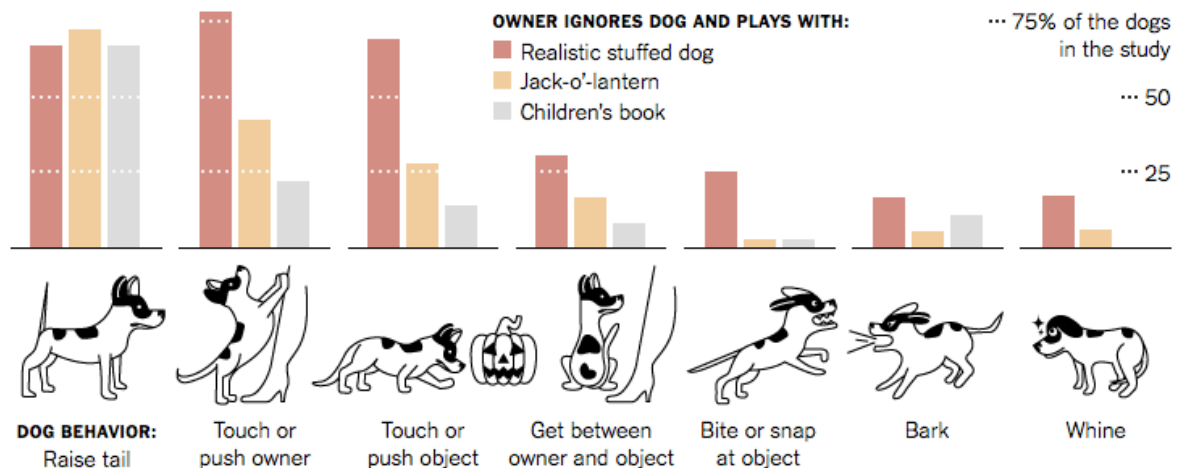 OWNER IGNORES DOG AND PLAYS WITH:
Realistic stuffed dog
Jack-o’-lantern
Children’s book
··· 75% of the dogs
in the study
··· 50
··· 25
DOG BEHAVIOR:
Raise tail
Touch or
push owner
Touch or
push object
Get between
owner and object
Bite or snap
at object
Bark
Whine